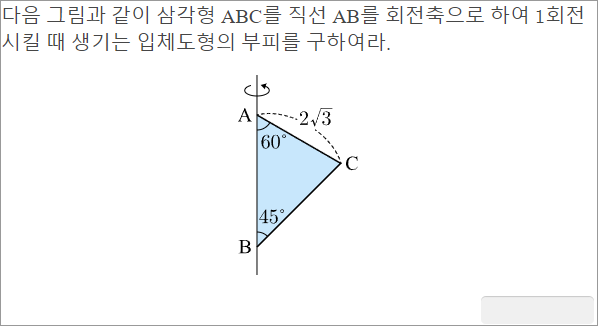 다음 그림과 같이 삼각형 ABC를 직선 AB를 회전축으로 하여 1회전
시킬 때 생기는 입체도형의 부피를 구하여라.
A
2√3
60°
C
45°
B